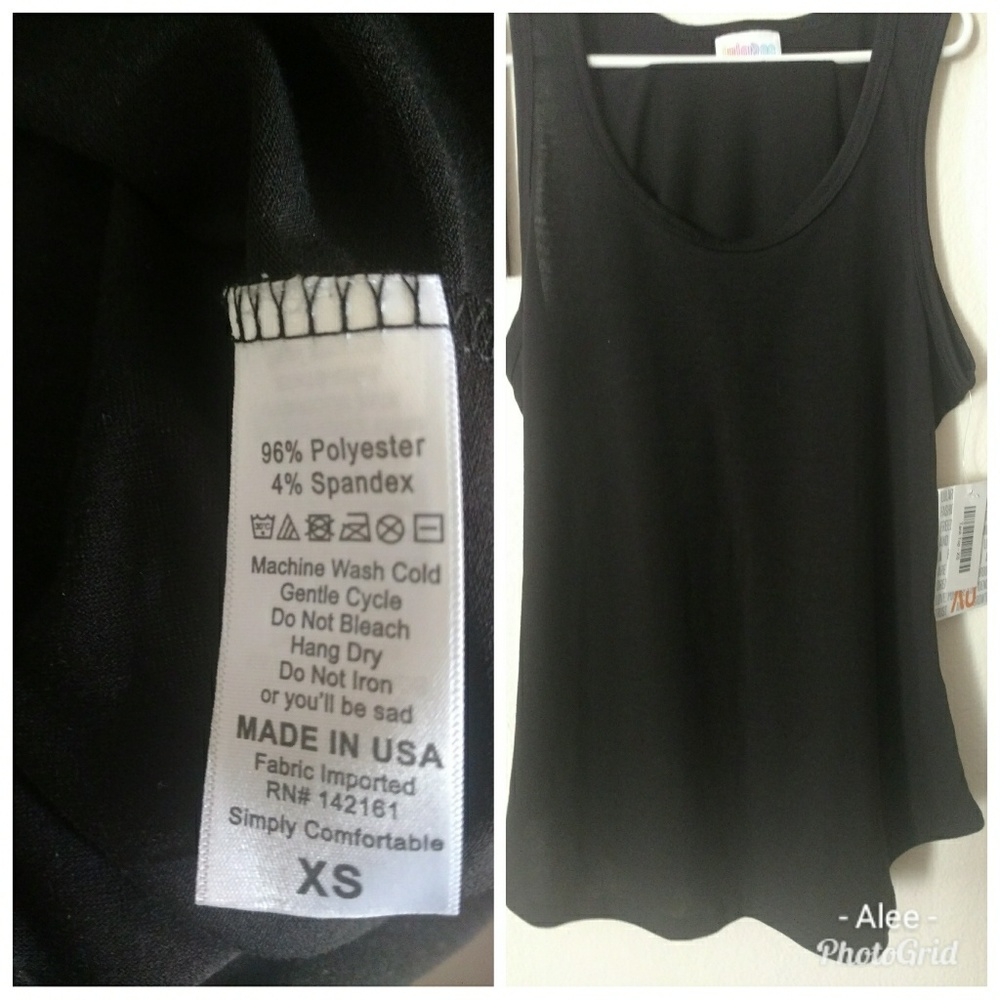 96% Polyester
4% Spandex
Machine Wash Cold
Gentle Cycle
Do Not Bleach
Hang Dry
Do Not Iron
or you'll be sad
MADE IN USA
Fabric Imported
RN# 142161
Simply Comfortable
XS
- Alee -
PhotoGrid